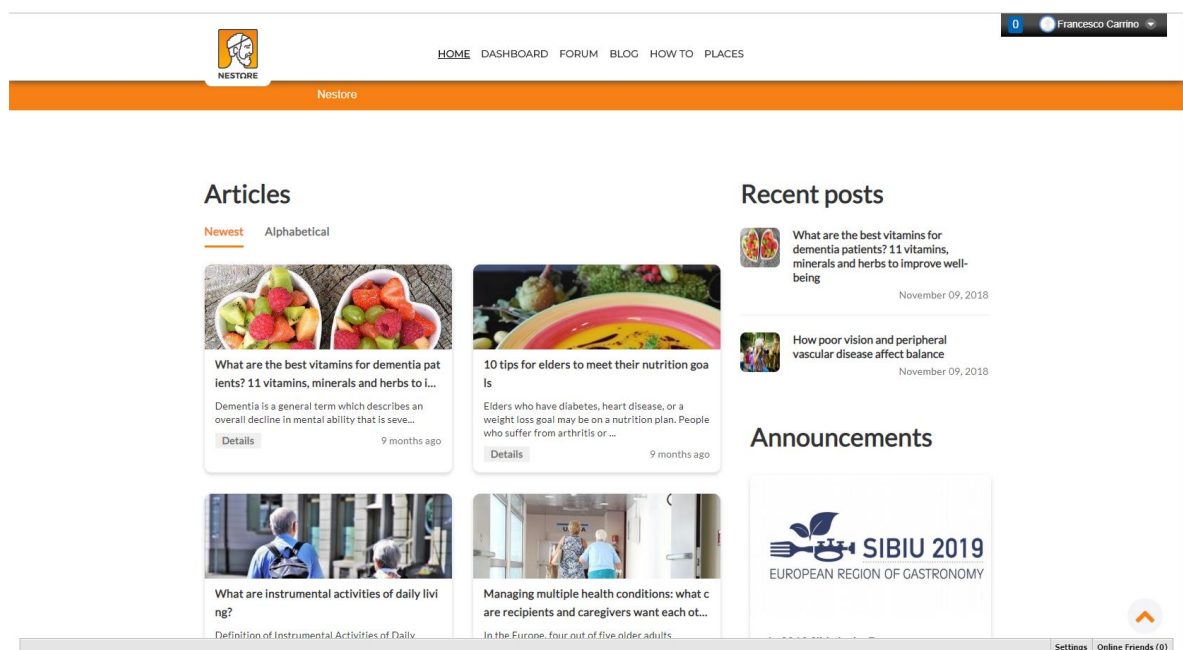 0 Francesco Carrino
NESTORE
HOME DASHBOARD FORUM BLOG HOW TO PLACES
Nestore
Articles
Newest Alphabetical
What are the best vitamins for dementia pat
ients? 11 vitamins, minerals and herbs to i...
Dementia is a general term which describes an
overall decline in mental ability that is seve...
Details 9 months ago
10 tips for elders to meet their nutrition goa
ls
Elders who have diabetes, heart disease, or a
weight loss goal may be on a nutrition plan. People
who suffer from arthritis or ...
Details 9 months ago
What are instrumental activities of daily livi
ng?
Definition of Instrumental Activities of Daily
Managing multiple health conditions: what c
are recipients and caregivers want each ot...
In the Europe, four out of five older adults
Recent posts
What are the best vitamins for
dementia patients? 11 vitamins,
minerals and herbs to improve well-
being
November 09, 2018
How poor vision and peripheral
vascular disease affect balance
November 09, 2018
Announcements
SIBIU 2019
EUROPEAN REGION OF GASTRONOMY
Settings Online Friends (0)